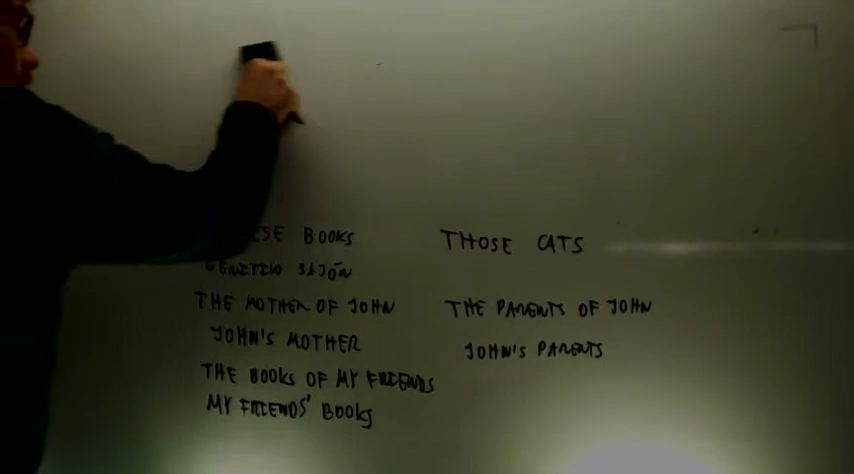 BOOKS
THOSE CATS
GENITIVO SAJÓN
THE MOTHER OF JOHN
THE PARENTS OF JOHN
JOHN'S MOTHER
JOHN'S PARENTS
THE BOOKS OF MY FRIENDS
MY FRIENDS' BOOKS